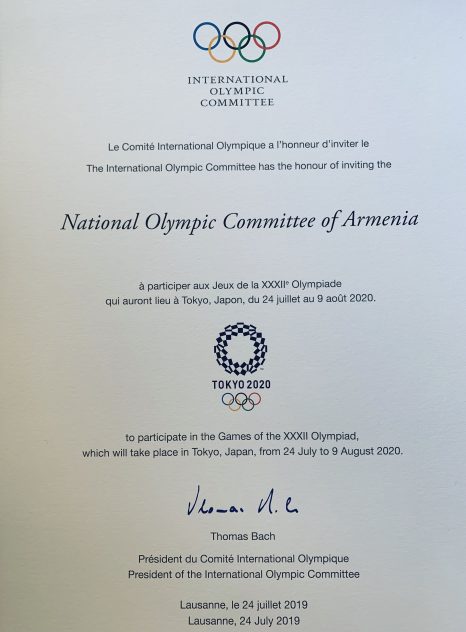 INTERNATIONAL
OLYMPIC
COMMITTEE
Le Comité International Olympique a l'honneur d'inviter le
The International Olympic Committee has the honour of inviting the
National Olympic Committee of Armenia
à participer aux Jeux de la XXXIIᵉ Olympiade
qui auront lieu à Tokyo, Japon, du 24 juillet au 9 août 2020.
TOKYO 2020
to participate in the Games of the XXXII Olympiad,
which will take place in Tokyo, Japan, from 24 July to 9 August 2020.
Thomas Bach
Président du Comité International Olympique
President of the International Olympic Committee
Lausanne, le 24 juillet 2019
Lausanne, 24 July 2019